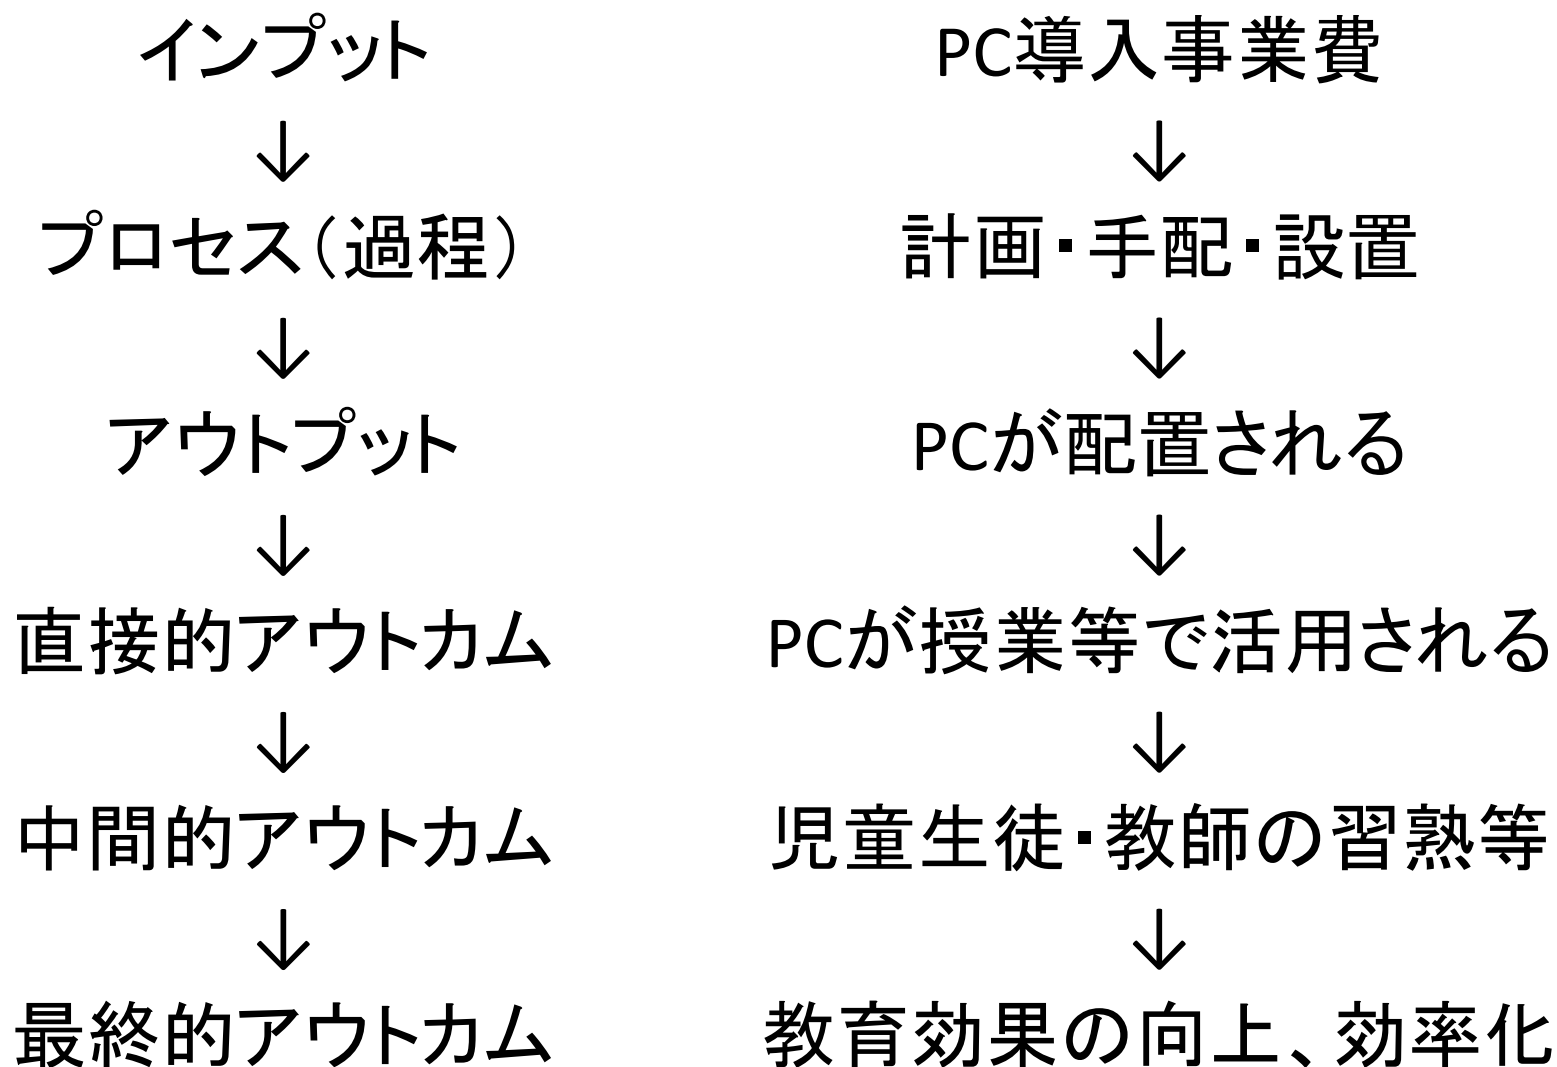 インプット
↓
プロセス（過程）
↓
アウトプット
↓
直接的アウトカム
↓
中間的アウトカム
↓
最終的アウトカム
PC導入事業費
↓
計画・手配・設置
↓
PCが配置される
↓
PCが授業等で活用される
↓
児童生徒・教師の習熟等
↓
教育効果の向上、効率化